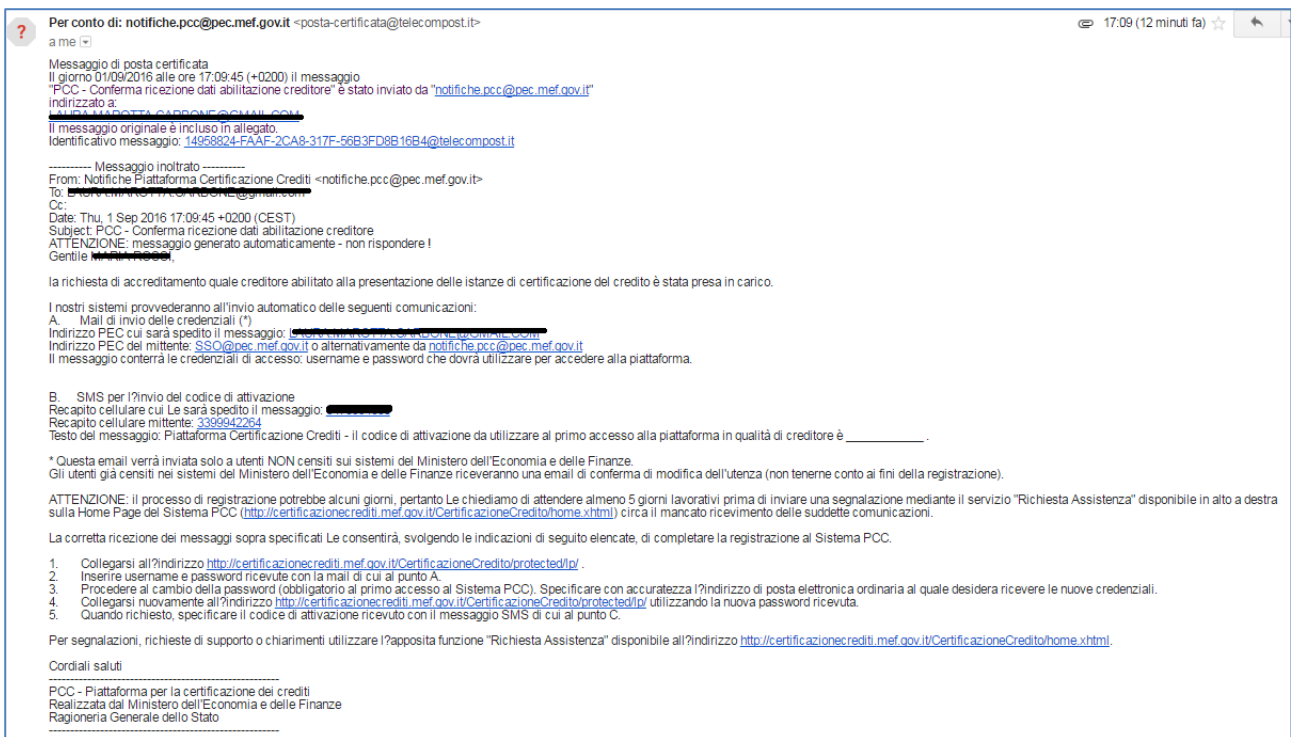 Per conto di: notifiche.pcc@pec.mef.gov.it <posta-certificata@telecompost.it>
17:09 (12 minuti fa)
a me
Messaggio di posta certificata
Il giorno 01/09/2016 alle ore 17:09:45 (+0200) il messaggio
"PCC - Conferma ricezione dati abilitazione creditore" è stato inviato da "notifiche.pcc@pec.mef.gov.it"
indirizzato a:
Il messaggio originale è incluso in allegato.
Identificativo messaggio: 14958824-FAAF-2CA8-317F-56B3FD8B16B4@telecompost.it
---------- Messaggio inoltrato ----------
From: Notifiche Piattaforma Certificazione Crediti <notifiche.pcc@pec.mef.gov.it>
To:
Cc:
Date: Thu, 1 Sep 2016 17:09:45 +0200 (CEST)
Subject: PCC - Conferma ricezione dati abilitazione creditore
ATTENZIONE: messaggio generato automaticamente - non rispondere !
Gentile
la richiesta di accreditamento quale creditore abilitato alla presentazione delle istanze di certificazione del credito è stata presa in carico.
I nostri sistemi provvederanno all'invio automatico delle seguenti comunicazioni:
A. Mail di invio delle credenziali (*)
Indirizzo PEC cui sarà spedito il messaggio:
Indirizzo PEC del mittente: SSO@pec.mef.gov.it o alternativamente da notifiche.pcc@pec.mef.gov.it
Il messaggio conterrà le credenziali di accesso: username e password che dovrà utilizzare per accedere alla piattaforma.
B. SMS per l?invio del codice di attivazione
Recapito cellulare cui Le sarà spedito il messaggio:
Recapito cellulare mittente: 3399942264
Testo del messaggio: Piattaforma Certificazione Crediti - il codice di attivazione da utilizzare al primo accesso alla piattaforma in qualità di creditore è ____________ .
* Questa email verrà inviata solo a utenti NON censiti sui sistemi del Ministero dell'Economia e delle Finanze.
Gli utenti già censiti nei sistemi del Ministero dell'Economia e delle Finanze riceveranno una email di conferma di modifica dell'utenza (non tenerne conto ai fini della registrazione).
ATTENZIONE: il processo di registrazione potrebbe alcuni giorni, pertanto Le chiediamo di attendere almeno 5 giorni lavorativi prima di inviare una segnalazione mediante il servizio "Richiesta Assistenza" disponibile in alto a destra
sulla Home Page del Sistema PCC (http://certificazionecrediti.mef.gov.it/CertificazioneCredito/home.xhtml) circa il mancato ricevimento delle suddette comunicazioni.
La corretta ricezione dei messaggi sopra specificati Le consentirà, svolgendo le indicazioni di seguito elencate, di completare la registrazione al Sistema PCC.
1. Collegarsi all?indirizzo http://certificazionecrediti.mef.gov.it/CertificazioneCredito/protected/lp/ .
2. Inserire username e password ricevute con la mail di cui al punto A.
3. Procedere al cambio della password (obbligatorio al primo accesso al Sistema PCC). Specificare con accuratezza l?indirizzo di posta elettronica ordinaria al quale desidera ricevere le nuove credenziali.
4. Collegarsi nuovamente all?indirizzo http://certificazionecrediti.mef.gov.it/CertificazioneCredito/protected/lp/ utilizzando la nuova password ricevuta.
5. Quando richiesto, specificare il codice di attivazione ricevuto con il messaggio SMS di cui al punto C.
Per segnalazioni, richieste di supporto o chiarimenti utilizzare l?apposita funzione "Richiesta Assistenza" disponibile all?indirizzo http://certificazionecrediti.mef.gov.it/CertificazioneCredito/home.xhtml.
Cordiali saluti
------------------------------------------------------
PCC - Piattaforma per la certificazione dei crediti
Realizzata dal Ministero dell'Economia e delle Finanze
Ragioneria Generale dello Stato
------------------------------------------------------